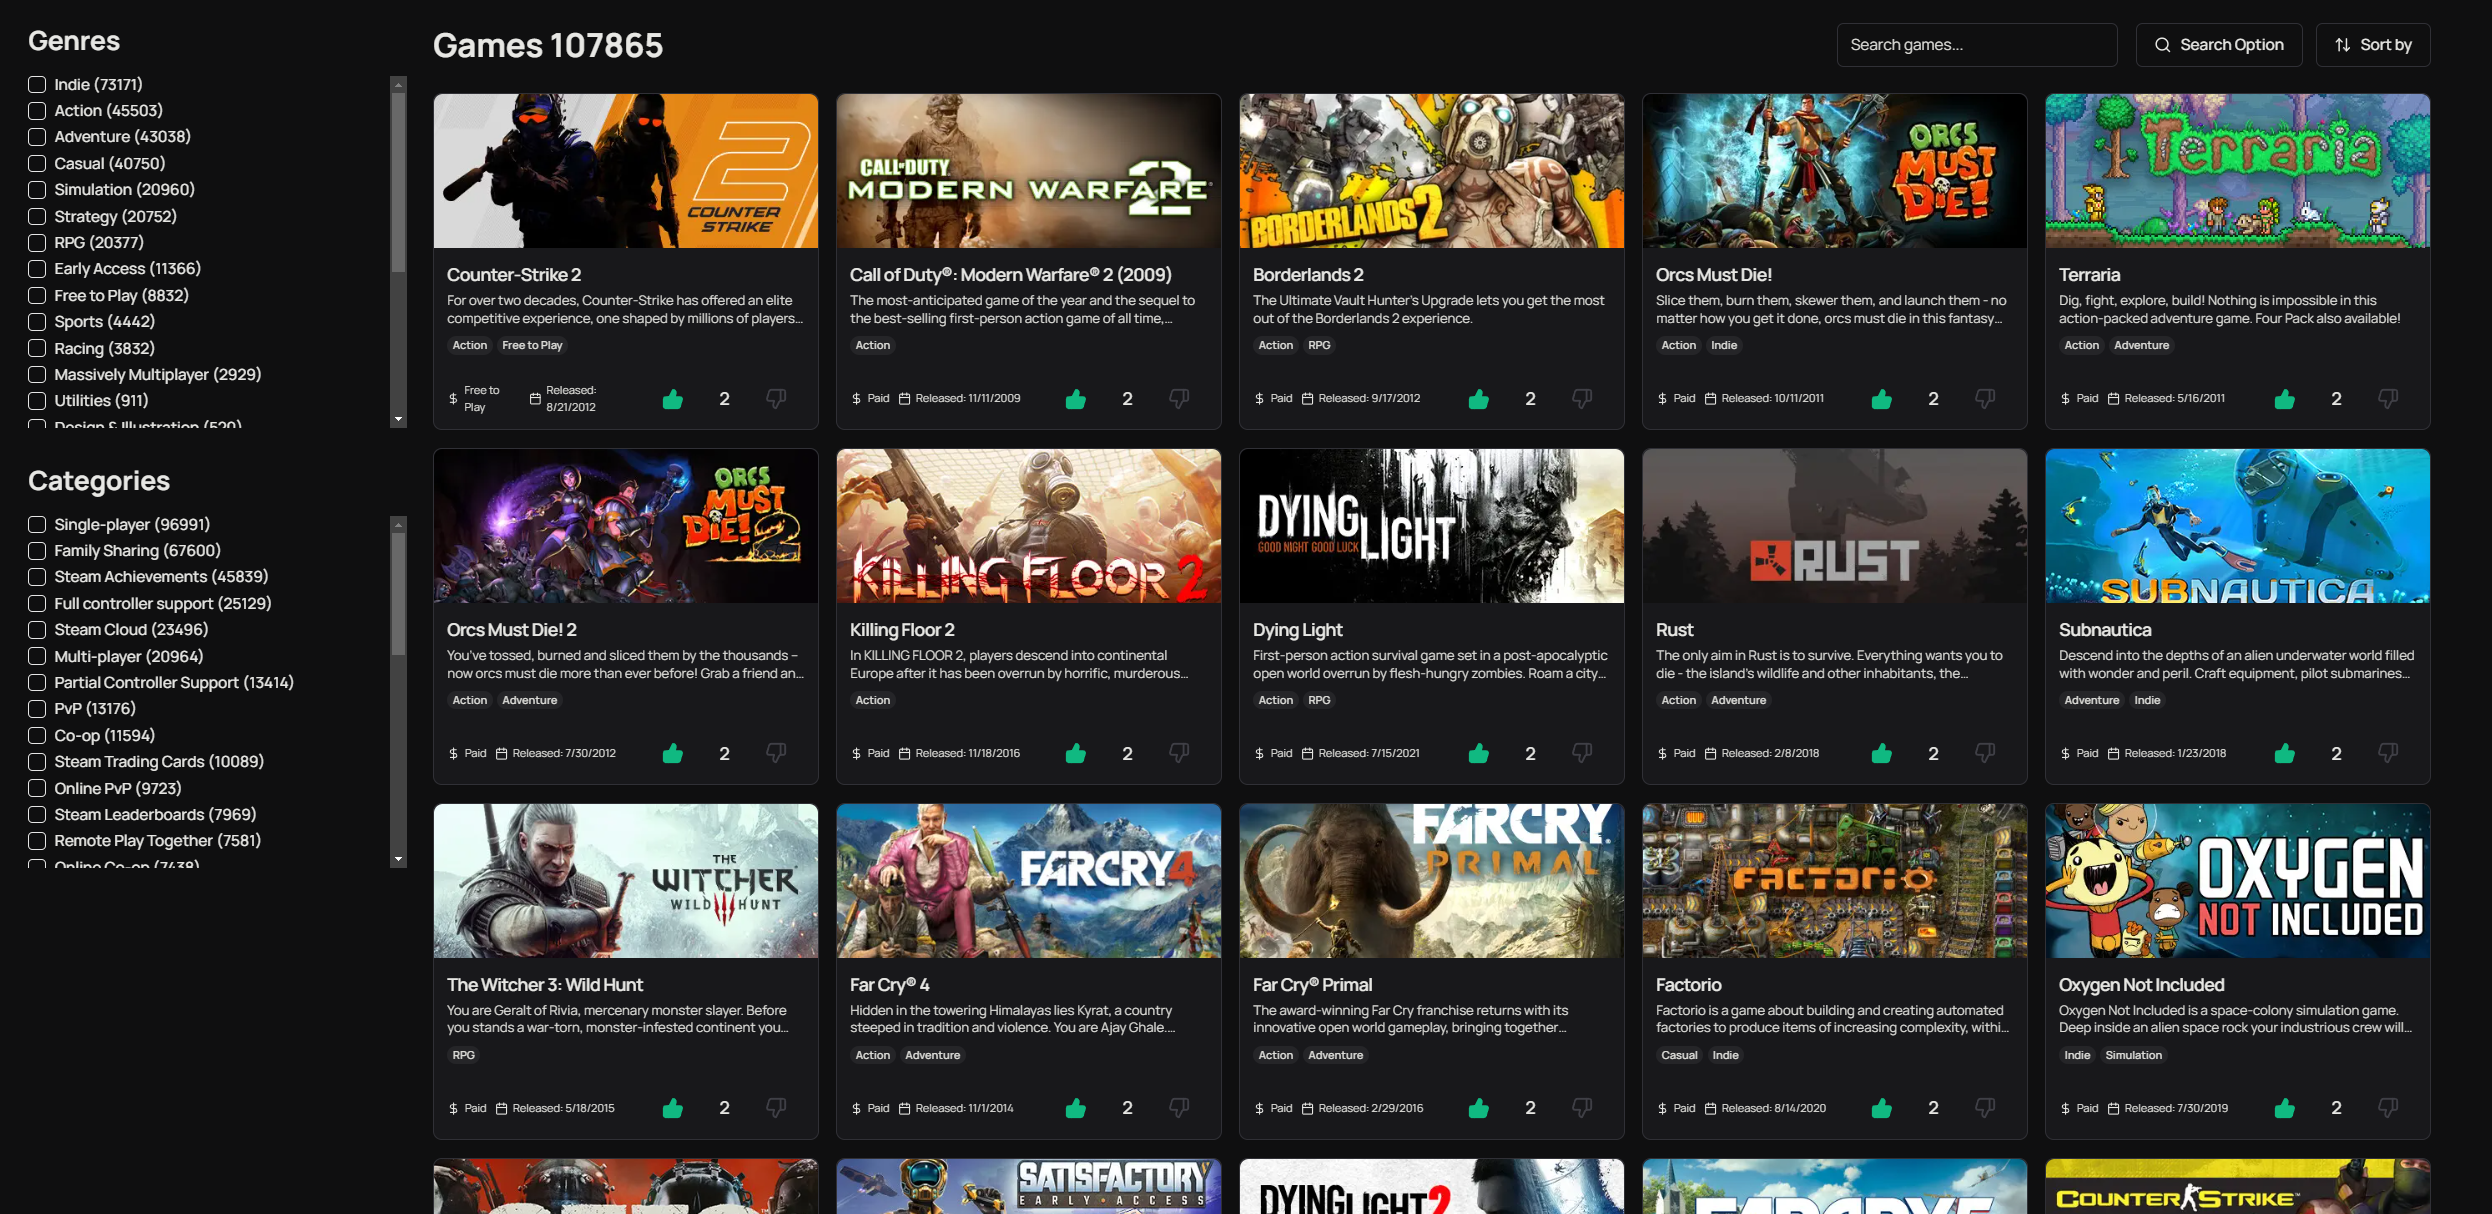 Genres
Indie (73171)
Action (45503)
Adventure (43038)
Casual (40750)
Simulation (20960)
Strategy (20752)
RPG (20377)
Early Access (11366)
Free to Play (8832)
Sports (4442)
Racing (3832)
Massively Multiplayer (2929)
Utilities (911)
Design & Illustration (520)
Categories
Single-player (96991)
Family Sharing (67600)
Steam Achievements (45839)
Full controller support (25129)
Steam Cloud (23496)
Multi-player (20964)
Partial Controller Support (13414)
PvP (13176)
Co-op (11594)
Steam Trading Cards (10089)
Online PvP (9723)
Steam Leaderboards (7969)
Remote Play Together (7581)
Online Co-op (7438)
Games 107865
Search games...
Search Option
Sort by
2
COUNTER
STRIKE
Counter-Strike 2
For over two decades, Counter-Strike has offered an elite
competitive experience, one shaped by millions of players...
Action Free to Play
Free to
Play
Released:
8/21/2012
2
CALL OF DUTY
MODERN WARFARE 2
Call of Duty®: Modern Warfare® 2 (2009)
The most-anticipated game of the year and the sequel to
the best-selling first-person action game of all time,...
Action
Paid Released: 11/11/2009 2
BORDERLANDS 2
Borderlands 2
The Ultimate Vault Hunter's Upgrade lets you get the most
out of the Borderlands 2 experience.
Action RPG
Paid Released: 9/17/2012 2
ORCS
MUST
DIE!
Orcs Must Die!
Slice them, burn them, skewer them, and launch them - no
matter how you get it done, orcs must die in this fantasy...
Action Indie
Paid Released: 10/11/2011 2
Terraria
Terraria
Dig, fight, explore, build! Nothing is impossible in this
action-packed adventure game. Four Pack also available!
Action Adventure
Paid Released: 5/16/2011 2
ORCS
MUST
DIE! 2
Orcs Must Die! 2
You've tossed, burned and sliced them by the thousands –
now orcs must die more than ever before! Grab a friend an...
Action Adventure
Paid Released: 7/30/2012 2
KILLING FLOOR 2
Killing Floor 2
In KILLING FLOOR 2, players descend into continental
Europe after it has been overrun by horrific, murderous...
Action
Paid Released: 11/18/2016 2
DYING LIGHT
GOOD NIGHT GOOD LUCK
Dying Light
First-person action survival game set in a post-apocalyptic
open world overrun by flesh-hungry zombies. Roam a city...
Action RPG
Paid Released: 7/15/2021 2
RUST
Rust
The only aim in Rust is to survive. Everything wants you to
die - the island's wildlife and other inhabitants, the...
Action Adventure
Paid Released: 2/8/2018 2
SUBNAUTICA
Subnautica
Descend into the depths of an alien underwater world filled
with wonder and peril. Craft equipment, pilot submarines...
Adventure Indie
Paid Released: 1/23/2018 2
THE
WITCHER
WILD HUNT
The Witcher 3: Wild Hunt
You are Geralt of Rivia, mercenary monster slayer. Before
you stands a war-torn, monster-infested continent you...
RPG
Paid Released: 5/18/2015 2
FARCRY4
Far Cry® 4
Hidden in the towering Himalayas lies Kyrat, a country
steeped in tradition and violence. You are Ajay Ghale....
Action Adventure
Paid Released: 11/1/2014 2
FARCRY
PRIMAL
Far Cry® Primal
The award-winning Far Cry franchise returns with its
innovative open world gameplay, bringing together...
Action Adventure
Paid Released: 2/29/2016 2
FACTORIO
Factorio
Factorio is a game about building and creating automated
factories to produce items of increasing complexity, withi...
Casual Indie
Paid Released: 8/14/2020 2
OXYGEN
NOT INCLUDED
Oxygen Not Included
Oxygen Not Included is a space-colony simulation game.
Deep inside an alien space rock your industrious crew will...
Indie Simulation
Paid Released: 7/30/2019 2
SATISFACTORY
EARLY ACCESS
DYING LIGHT 2
FARCRY5
COUNTER STRIKE